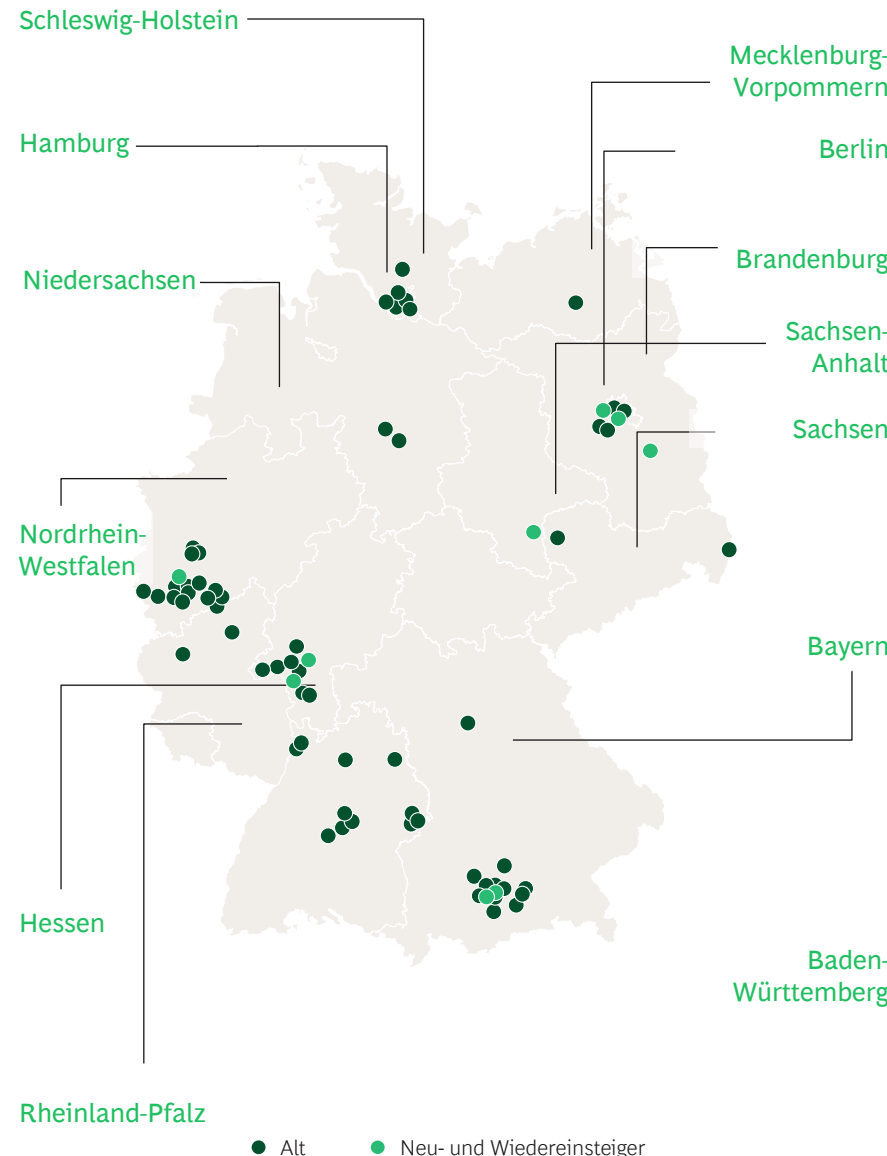 Schleswig-Holstein
Mecklenburg-
Vorpommern
Hamburg
Berlin
Niedersachsen
Brandenburg
Sachsen-
Anhalt
Sachsen
Nordrhein-
Westfalen
Bayern
Hessen
Baden-
Württemberg
Rheinland-Pfalz
Alt
Neu- und Wiedereinsteiger